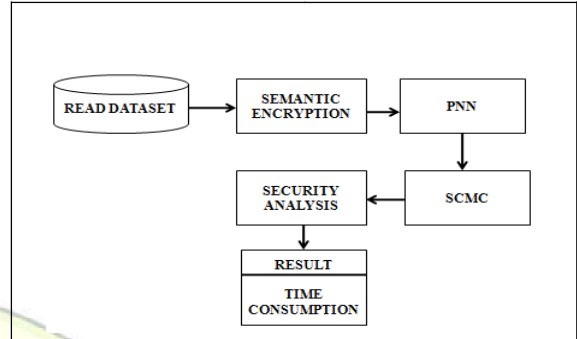 READ DATASET
SEMANTIC
ENCRYPTION
PNN
SCMC
SECURITY
ANALYSIS
RESULT
TIME
CONSUMPTION